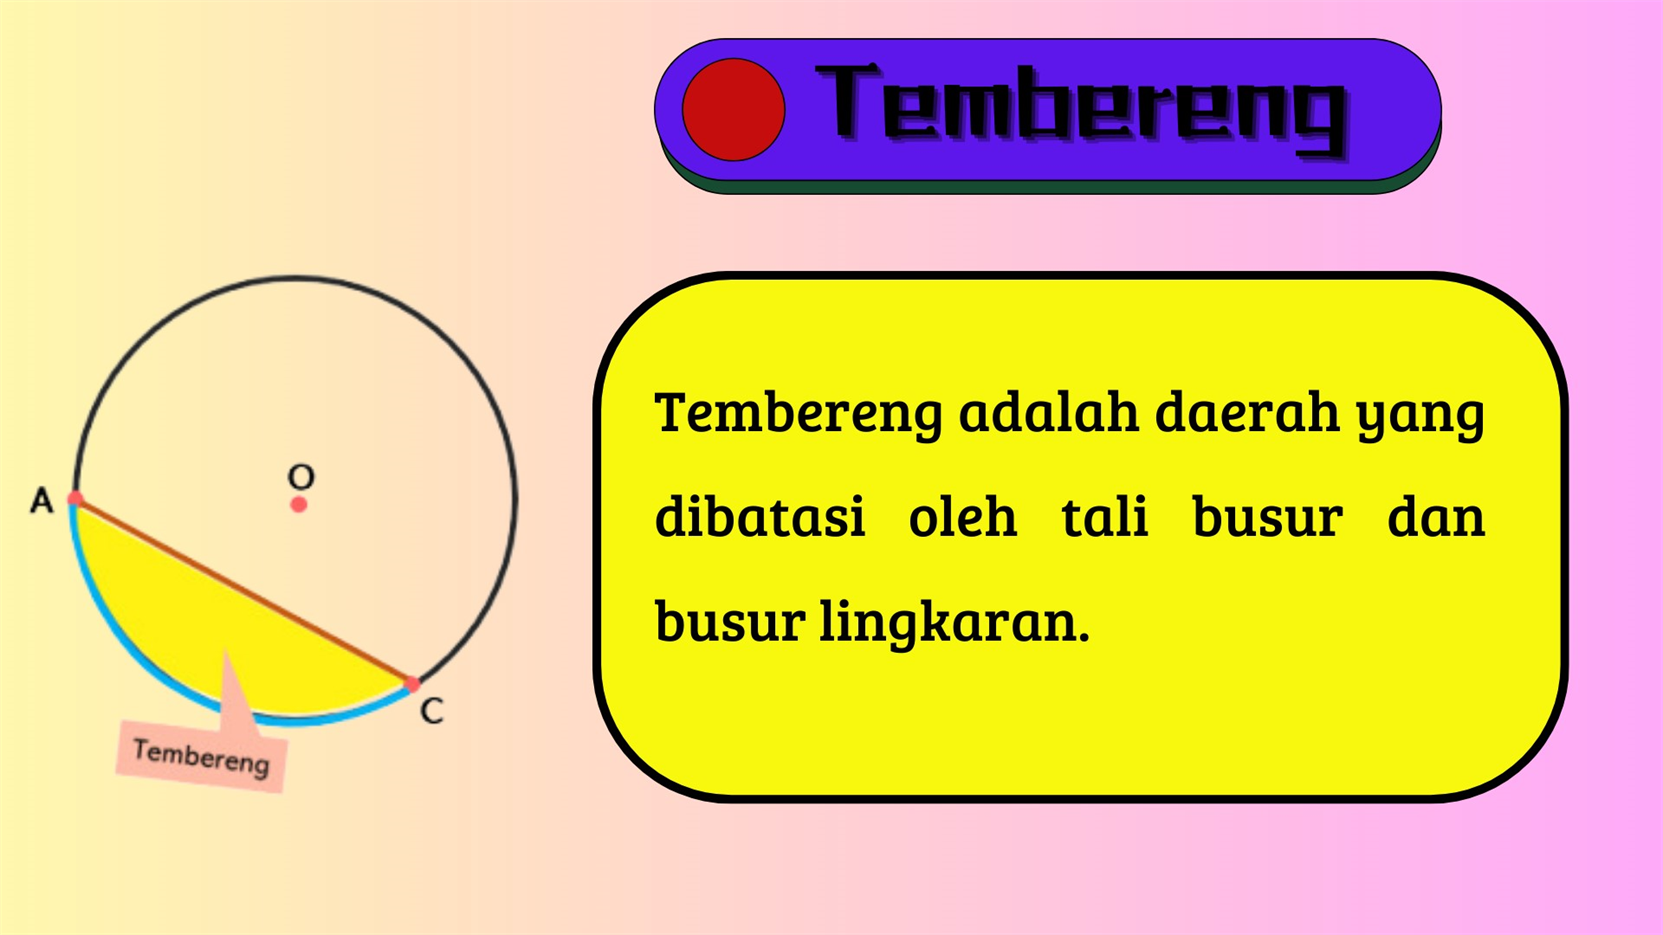 Tembereng
Tembereng adalah daerah yang
dibatasi oleh tali busur dan
busur lingkaran.
O
A
C
Tembereng